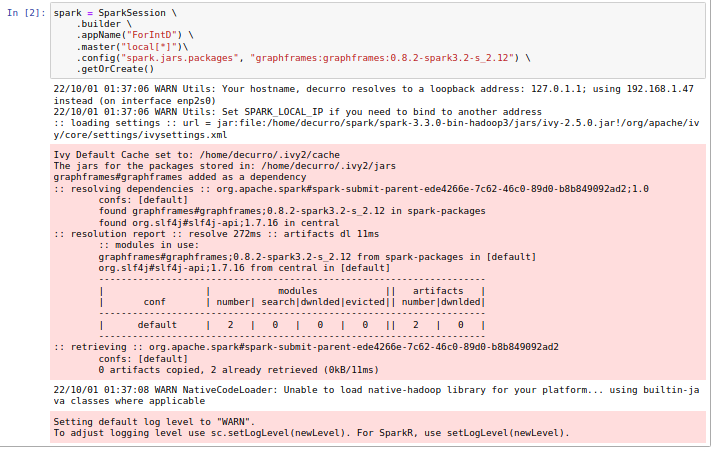 In [2]: spark = SparkSession \
.builder \
.appName("ForIntD") \
.master("local[*]")\
.config("spark.jars.packages", "graphframes:graphframes:0.8.2-spark3.2-s_2.12") \
.getOrCreate()
22/10/01 01:37:06 WARN Utils: Your hostname, decurro resolves to a loopback address: 127.0.1.1; using 192.168.1.47
instead (on interface enp2s0)
22/10/01 01:37:06 WARN Utils: Set SPARK_LOCAL_IP if you need to bind to another address
:: loading settings :: url = jar:file:/home/decurro/spark/spark-3.3.0-bin-hadoop3/jars/ivy-2.5.0.jar!/org/apache/iv
y/core/settings/ivysettings.xml
Ivy Default Cache set to: /home/decurro/.ivy2/cache
The jars for the packages stored in: /home/decurro/.ivy2/jars
graphframes#graphframes added as a dependency
:: resolving dependencies :: org.apache.spark#spark-submit-parent-ede4266e-7c62-46c0-89d0-b8b849092ad2;1.0
confs: [default]
found graphframes#graphframes;0.8.2-spark3.2-s_2.12 in spark-packages
found org.slf4j#slf4j-api;1.7.16 in central
:: resolution report :: resolve 272ms :: artifacts dl 11ms
:: modules in use:
graphframes#graphframes;0.8.2-spark3.2-s_2.12 from spark-packages in [default]
org.slf4j#slf4j-api;1.7.16 from central in [default]
---------------------------------------------------------------------
|                  |            modules            ||   artifacts   |
|       conf       | number| search|dwnlded|evicted|| number|dwnlded|
---------------------------------------------------------------------
|      default     |   2   |   0   |   0   |   0   ||   2   |   0   |
---------------------------------------------------------------------
:: retrieving :: org.apache.spark#spark-submit-parent-ede4266e-7c62-46c0-89d0-b8b849092ad2
confs: [default]
0 artifacts copied, 2 already retrieved (0kB/11ms)
22/10/01 01:37:08 WARN NativeCodeLoader: Unable to load native-hadoop library for your platform... using builtin-ja
va classes where applicable
Setting default log level to "WARN".
To adjust logging level use sc.setLogLevel(newLevel). For SparkR, use setLogLevel(newLevel).